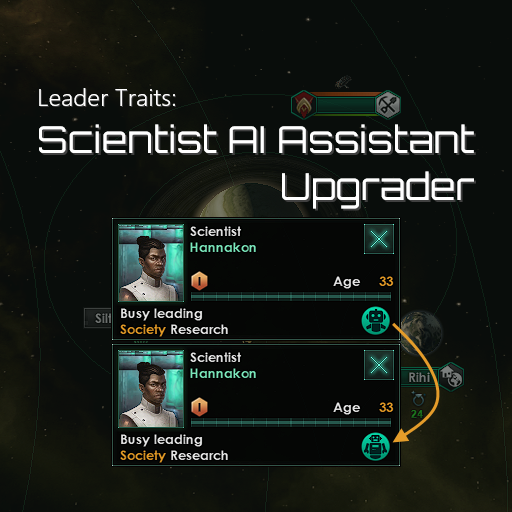 Leader Traits:
Scientist AI Assistant
Upgrader
Scientist
Hannakon
I
Age 33
Busy leading
Society Research
Silf
Scientist
Hannakon
I
Age 33
Busy leading
Society Research
Rihi
24